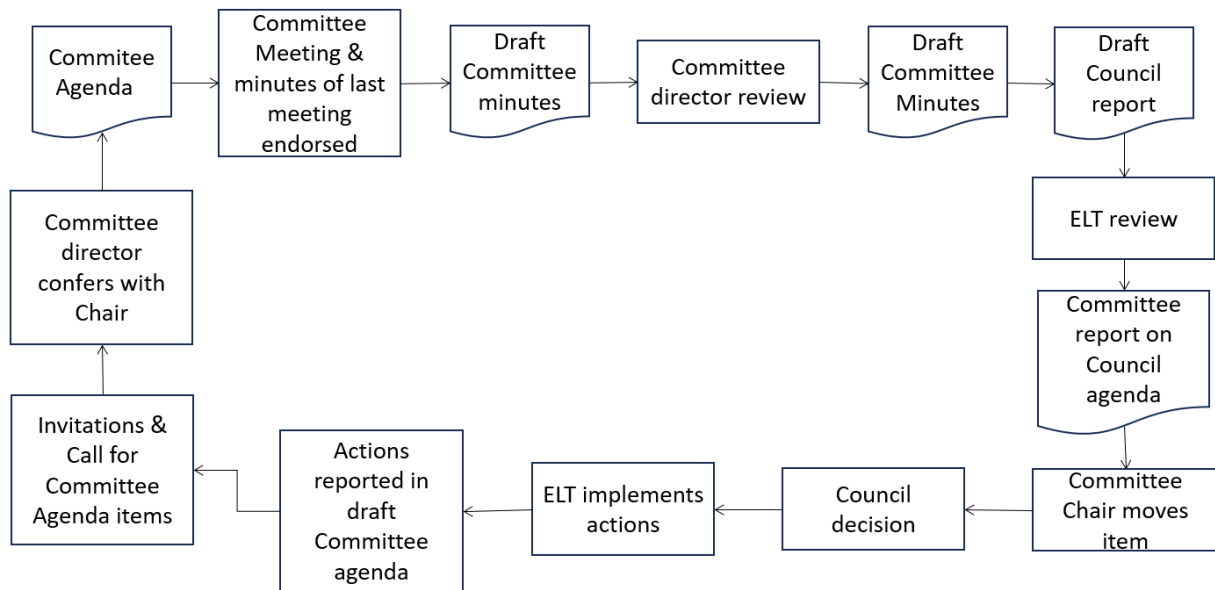 Commitee
Agenda
Committee
Meeting &
minutes of last
meeting
endorsed
Draft
Committee
minutes
Committee
director review
Draft
Committee
Minutes
Draft
Council
report
ELT review
Committee
report on
Council
agenda
Committee
Chair moves
item
Council
decision
ELT implements
actions
Actions
reported in
draft
Committee
agenda
Invitations &
Call for
Committee
Agenda items
Committee
director
confers with
Chair